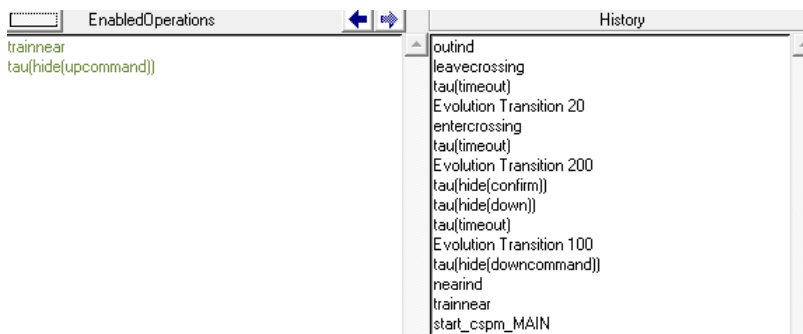 EnabledOperations
trainnear
tau(hide(upcommand))
History
outind
leavecrossing
tau(timeout)
Evolution Transition 20
entercrossing
tau(timeout)
Evolution Transition 200
tau(hide(confirm))
tau(hide(down))
tau(timeout)
Evolution Transition 100
tau(hide(downcommand))
nearind
trainnear
start_cspm_MAIN